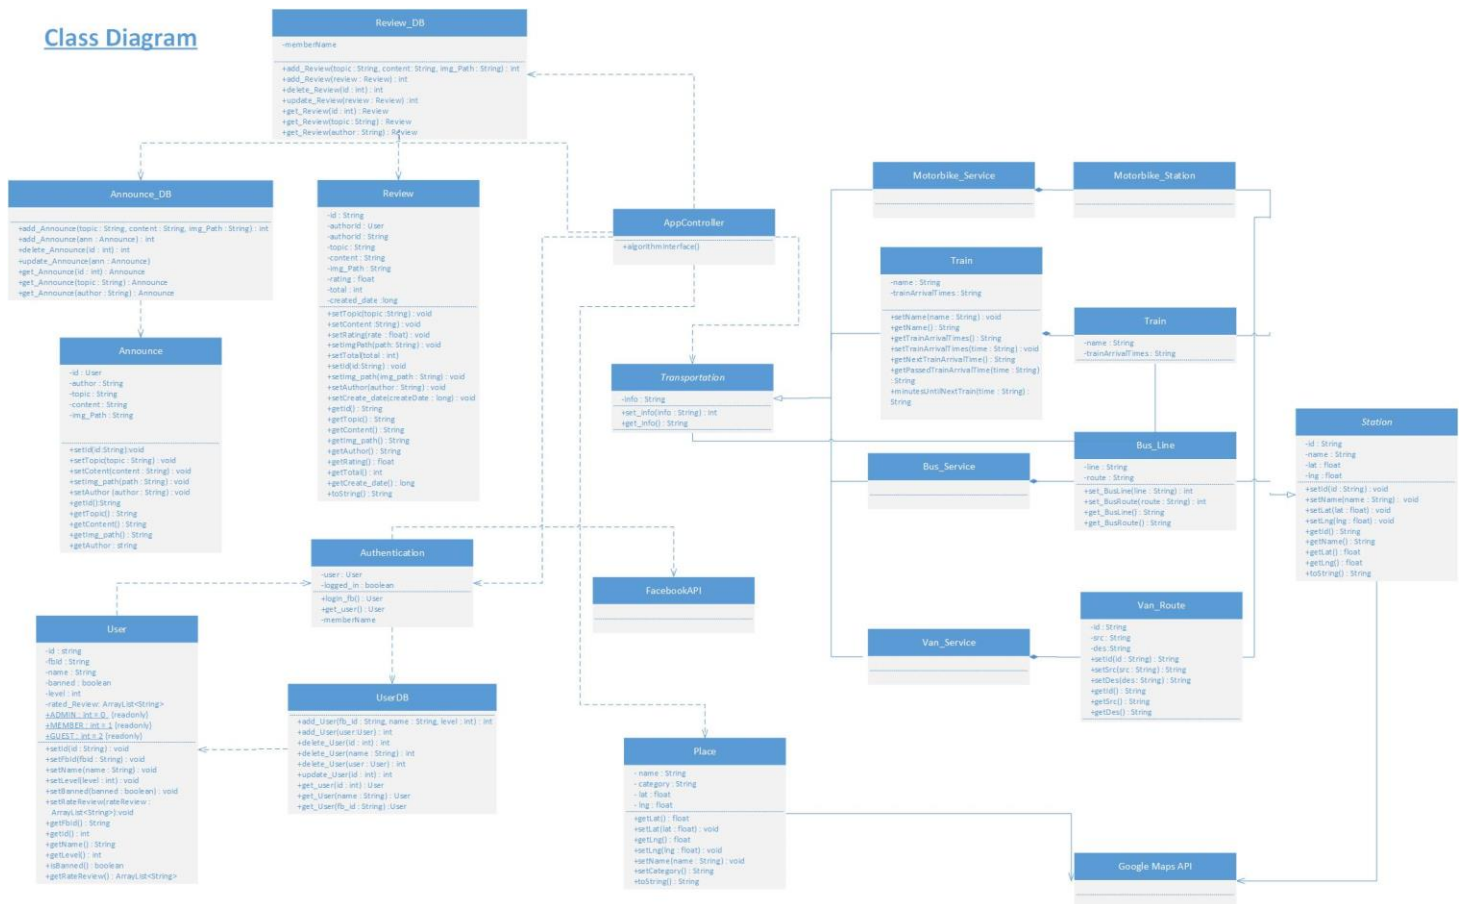 Class Diagram
Review_DB
-memberName
+add_Review(topic : String, content: String, img_Path : String) : int
+add_Review(review : Review) : int
+delete_Review(id : int) : int
+update_Review(review : Review) : int
+get_Review(id : int) : Review
+get_Review(topic : String) : Review
+get_Review(author : String) : Review
Announce_DB
+add_Announce(topic : String, content : String, img_Path : String) : int
+add_Announce(ann : Announce) : int
+delete_Announce(id : int) : int
+update_Announce(ann : Announce)
+get_Announce(id : int) : Announce
+get_Announce(topic : String) : Announce
+get_Announce(author : String) : Announce
Announce
-id : User
-author : String
-topic : String
-content : String
-img_Path : String
+setId(id:String):void
+setTopic(topic : String) : void
+setCotent(content : String) : void
+setImg_path(path : String) : void
+setAuthor (author : String) : void
+getId():String
+getTopic() : String
+getContent() : String
+getImg_path() : String
+getAuthor : string
Review
-id : String
-authorId : User
-authorId : String
-topic : String
-content : String
-img_Path : String
-rating : float
-total : int
-created_date :long
+setTopic(topic :String) : void
+setContent :String) : void
+setRating(rate : float) : void
+setImgPath(path: String) : void
+setTotal(total : int)
+setId(id:String) : void
+setImg_path(img_path : String) : void
+setAuthor(author : String) : void
+setCreate_date(createDate : long) : void
+getId() : String
+getTopic() : String
+getContent() : String
+getImg_path() : String
+getAuthor() : String
+getRating() : float
+getTotal() : int
+getCreate_date() : long
+toString() : String
AppController
+algorithmInterface()
Transportation
-info : String
+set_info(info : String) : int
+get_info() : String
Motorbike_Service
Motorbike_Station
Train
-name : String
-trainArrivalTimes : String
+setName(name : String) : void
+getName() : String
+getTrainArrivalTimes() : String
+setTrainArrivalTimes(time : String) : void
+getNextTrainArrivalTime() : String
+getPassedTrainArrivalTime(time : String)
: String
+minutesUntilNextTrain(time : String) :
String
Train
-name : String
-trainArrivalTimes : String
Bus_Service
Bus_Line
-line : String
-route : String
+set_BusLine(line : String) : int
+set_BusRoute(route : String) : int
+get_BusLine() : String
+get_BusRoute() : String
Station
-id : String
-name : String
-lat : float
-lng : float
+setId(id : String) : void
+setName(name : String) : void
+setLat(lat : float) : void
+setLng(lng : float) : void
+getId() : String
+getName() : String
+getLat() : float
+getLng() : float
+toString() : String
Van_Service
Van_Route
-id : String
-src : String
-des: String
+setId(id : String) : String
+setSrc(src : String) : String
+setDes(des : String) : String
+getId() : String
+getSrc() : String
+getDes() : String
Authentication
-user : User
-logged_in : boolean
+login_fb() : User
+get_user() : User
-memberName
FacebookAPI
User
-id : string
-fbId : String
-name : String
-banned : boolean
-level : int
-rated_Review: ArrayList<String>
+ADMIN : int = 0 {readonly}
+MEMBER : int = 1 {readonly}
+GUEST : int = 2 {readonly}
+setId(id : String) : void
+setFbId(fbId : String) : void
+setName(name : String) : void
+setLevel(level : int) : void
+setBanned(banned : boolean) : void
+setRateReview(rateReview :
ArrayList<String>):void
+getFbId() : String
+getId() : int
+getName() : String
+getLevel() : int
+isBanned() : boolean
+getRateReview() : ArrayList<String>
UserDB
+add_User(fb_id : String, name : String, level : int) : int
+add_User(user:User) : int
+delete_User(id : int) : int
+delete_User(name : String) : int
+delete_User(user : User) : int
+update_User(id : int) : int
+get_user(id : int) : User
+get_User(name : String) : User
+get_User(fb_id : String) :User
Place
- name : String
- category : String
- lat : float
- lng : float
+getLat() : float
+setLat(lat : float) : void
+getLng() : float
+setLng(lng : float) : void
+setName(name : String) : void
+setCategory() : String
+toString() : String
Google Maps API